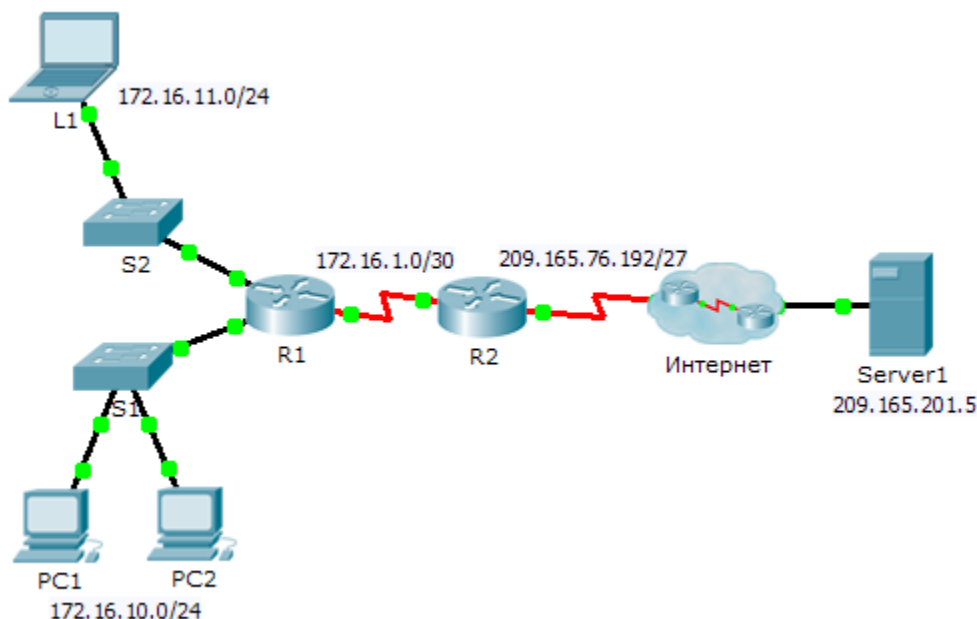 172.16.11.0/24
L1
S2
172.16.1.0/30
209.165.76.192/27
R1
R2
Интернет
Server1
209.165.201.5
S1
PC1
PC2
172.16.10.0/24